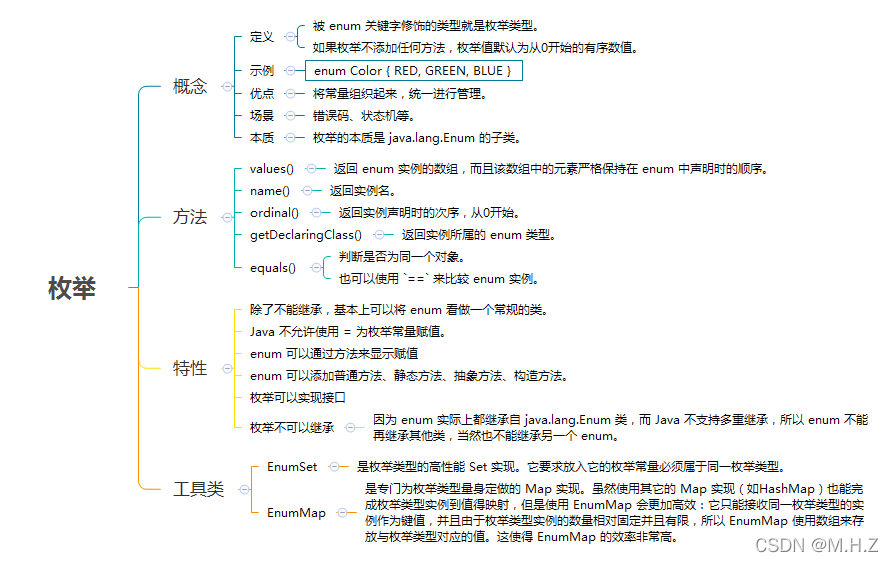 枚举
概念
定义
被 enum 关键字修饰的类型就是枚举类型。
如果枚举不添加任何方法，枚举值默认为从0开始的有序数值。
示例
enum Color { RED, GREEN, BLUE }
优点
将常量组织起来，统一进行管理。
场景
错误码、状态机等。
本质
枚举的本质是 java.lang.Enum 的子类。
方法
values()
返回 enum 实例的数组，而且该数组中的元素严格保持在 enum 中声明时的顺序。
name()
返回实例名。
ordinal()
返回实例声明时的次序，从0开始。
getDeclaringClass()
返回实例所属的 enum 类型。
equals()
判断是否为同一个对象。
也可以使用 `==` 来比较 enum 实例。
特性
除了不能继承，基本上可以将 enum 看做一个常规的类。
Java 不允许使用 = 为枚举常量赋值。
enum 可以通过方法来显示赋值
enum 可以添加普通方法、静态方法、抽象方法、构造方法。
枚举可以实现接口
枚举不可以继承
因为 enum 实际上都继承自 java.lang.Enum 类，而 Java 不支持多重继承，所以 enum 不能
再继承其他类，当然也不能继承另一个 enum。
工具类
EnumSet
是枚举类型的高性能 Set 实现。它要求放入它的枚举常量必须属于同一枚举类型。
EnumMap
是专门为枚举类型量身定做的 Map 实现。虽然使用其它的 Map 实现（如HashMap）也能完
成枚举类型实例到值得映射，但是使用 EnumMap 会更加高效：它只能接收同一枚举类型的实
例作为键值，并且由于枚举类型实例的数量相对固定并且有限，所以 EnumMap 使用数组来存
放与枚举类型对应的值。这使得 EnumMap 的效率非常高。
CSDN @M.H.Z